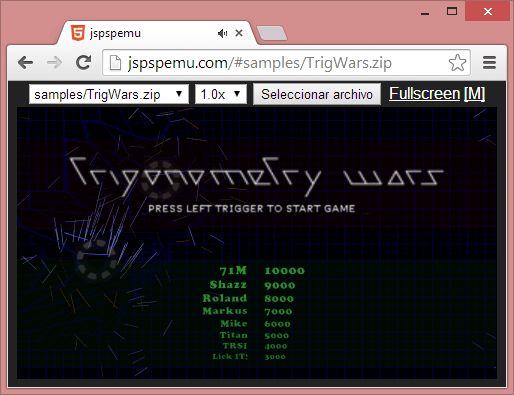 jspspemu
jspspemu.com/#samples/TrigWars.zip
samples/TrigWars.zip 1.0x Seleccionar archivo Fullscreen [M]
Trigonometry Wars
PRESS LEFT TRIGGER TO START GAME
71M 10000
Shazz 9000
Roland 8000
Markus 7000
Mike 6000
Titan 5000
TRSI 4000
Lick IT! 3000